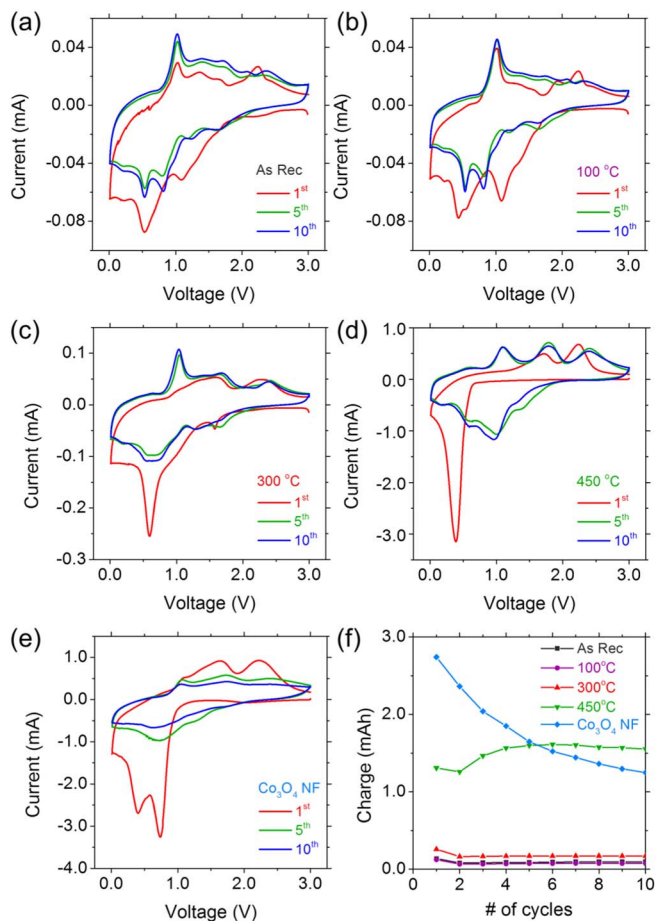 (a)
0.04
0.00
-0.04
-0.08
Current (mA)
As Rec
1st
5th
10th
0.0
1.0
2.0
3.0
Voltage (V)
(b)
0.04
0.00
-0.04
-0.08
Current (mA)
100 °C
1st
5th
10th
0.0
1.0
2.0
3.0
Voltage (V)
(c)
0.1
0.0
-0.1
-0.2
-0.3
Current (mA)
300 °C
1st
5th
10th
0.0
1.0
2.0
3.0
Voltage (V)
(d)
1.0
0.0
-1.0
-3.0
Current (mA)
450 °C
1st
5th
10th
0.0
1.0
2.0
3.0
Voltage (V)
(e)
1.0
0.0
-1.0
-2.0
-3.0
-4.0
Current (mA)
Co₃O₄ NF
1st
5th
10th
0.0
1.0
2.0
3.0
Voltage (V)
(f)
3.0
2.0
1.0
0.0
Charge (mAh)
As Rec
100°C
300°C
450°C
Co₃O₄ NF
0
2
4
6
8
10
# of cycles